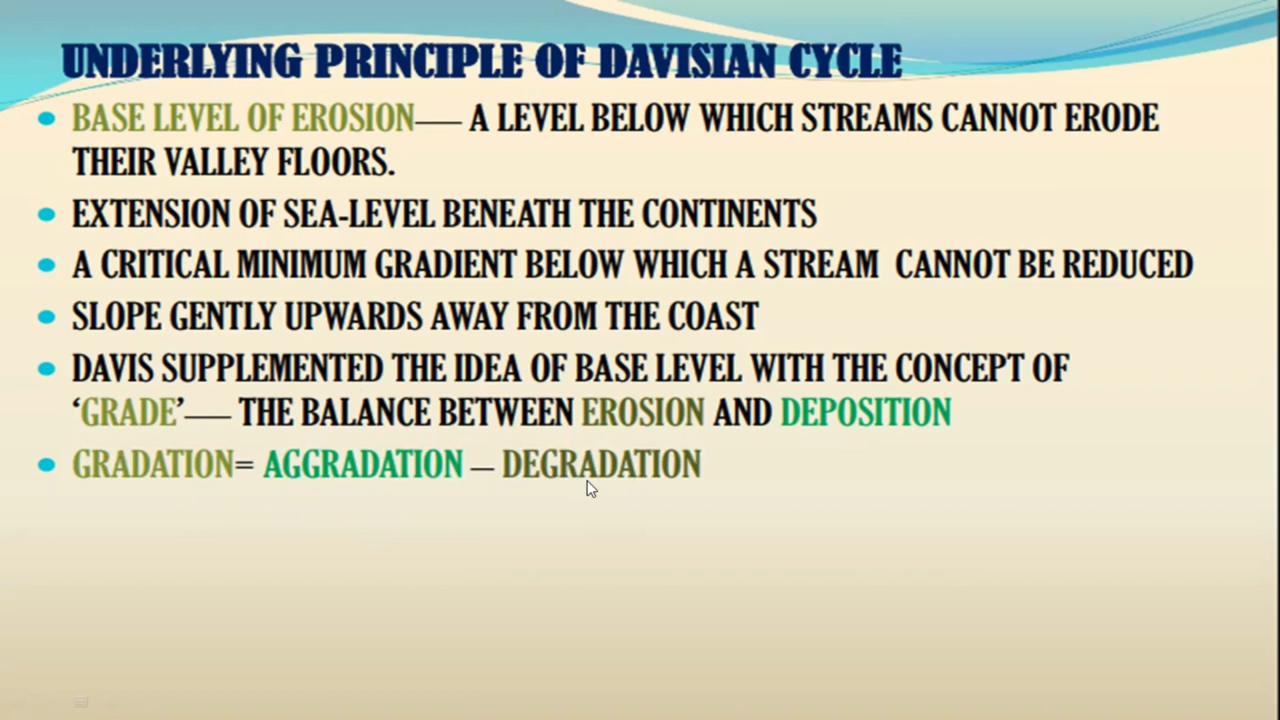 UNDERLYING PRINCIPLE OF DAVISIAN CYCLE
BASE LEVEL OF EROSION— A LEVEL BELOW WHICH STREAMS CANNOT ERODE
THEIR VALLEY FLOORS.
EXTENSION OF SEA-LEVEL BENEATH THE CONTINENTS
A CRITICAL MINIMUM GRADIENT BELOW WHICH A STREAM CANNOT BE REDUCED
SLOPE GENTLY UPWARDS AWAY FROM THE COAST
DAVIS SUPPLEMENTED THE IDEA OF BASE LEVEL WITH THE CONCEPT OF
‘GRADE’— THE BALANCE BETWEEN EROSION AND DEPOSITION
GRADATION= AGGRADATION – DEGRADATION